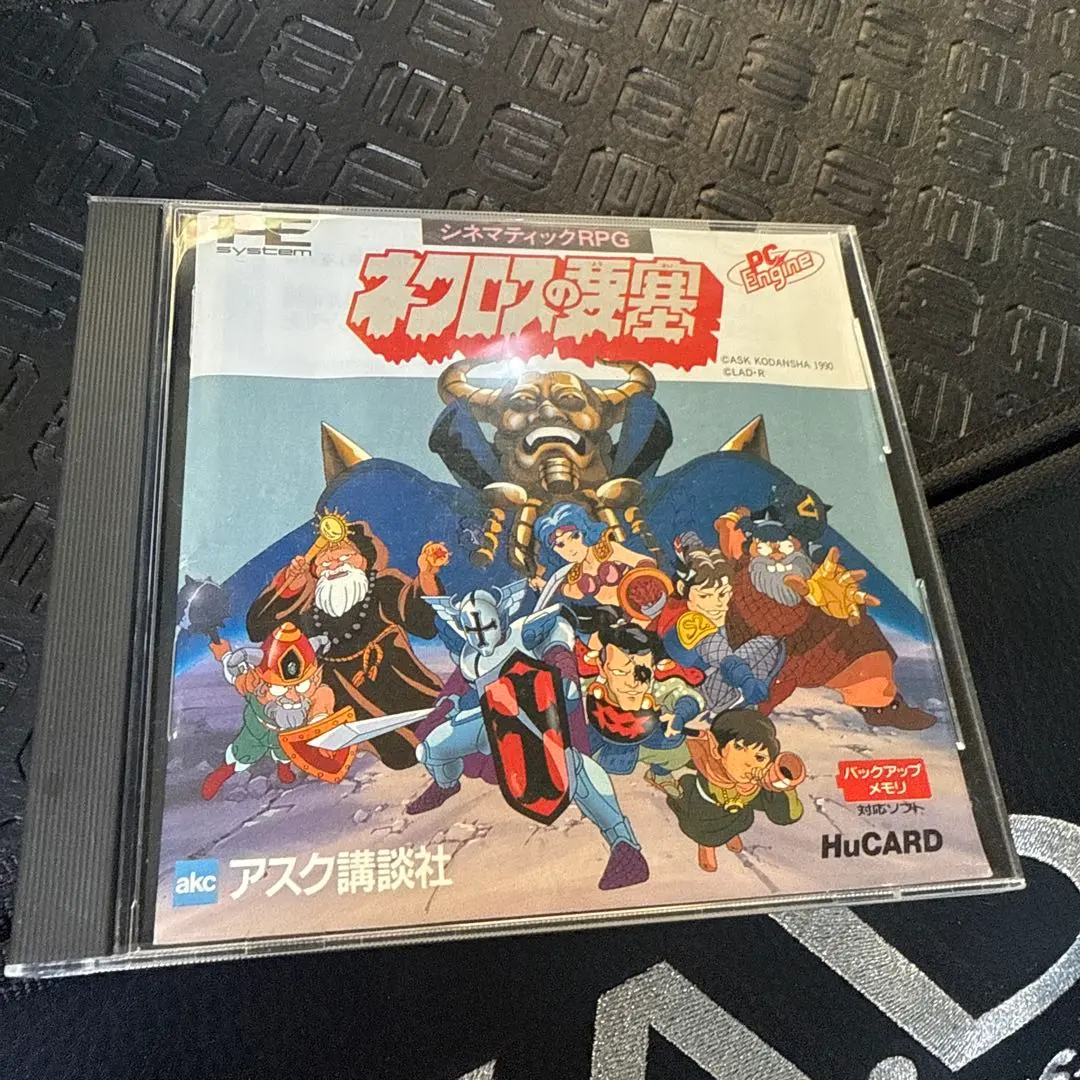 PE
system
シネマティックRPG
ネクロスの要塞
PC
Engine
©ASK KODANSHA 1990
©LAD・R
SL
バックアップ
メモリ
対応ソフト
HuCARD
akc アスク講談社